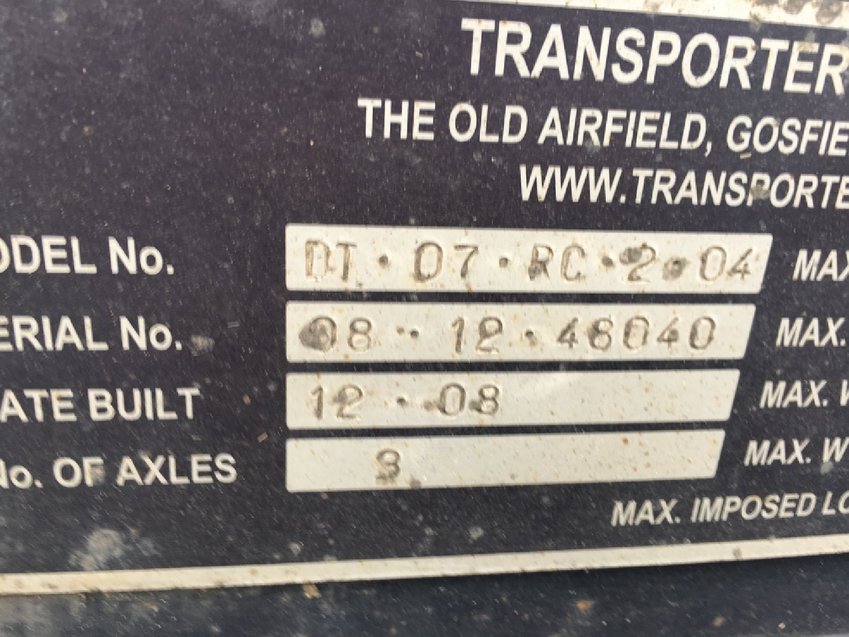 TRANSPORTER
THE OLD AIRFIELD, GOSFIE
WWW.TRANSPORTE
ODEL No. DT · 07 · RC · 2 · 04 MAX
ERIAL No. 08 · 12 · 46040 MAX.
ATE BUILT 12 · 08 MAX. W
No. OF AXLES 3 MAX. W
MAX. IMPOSED LO